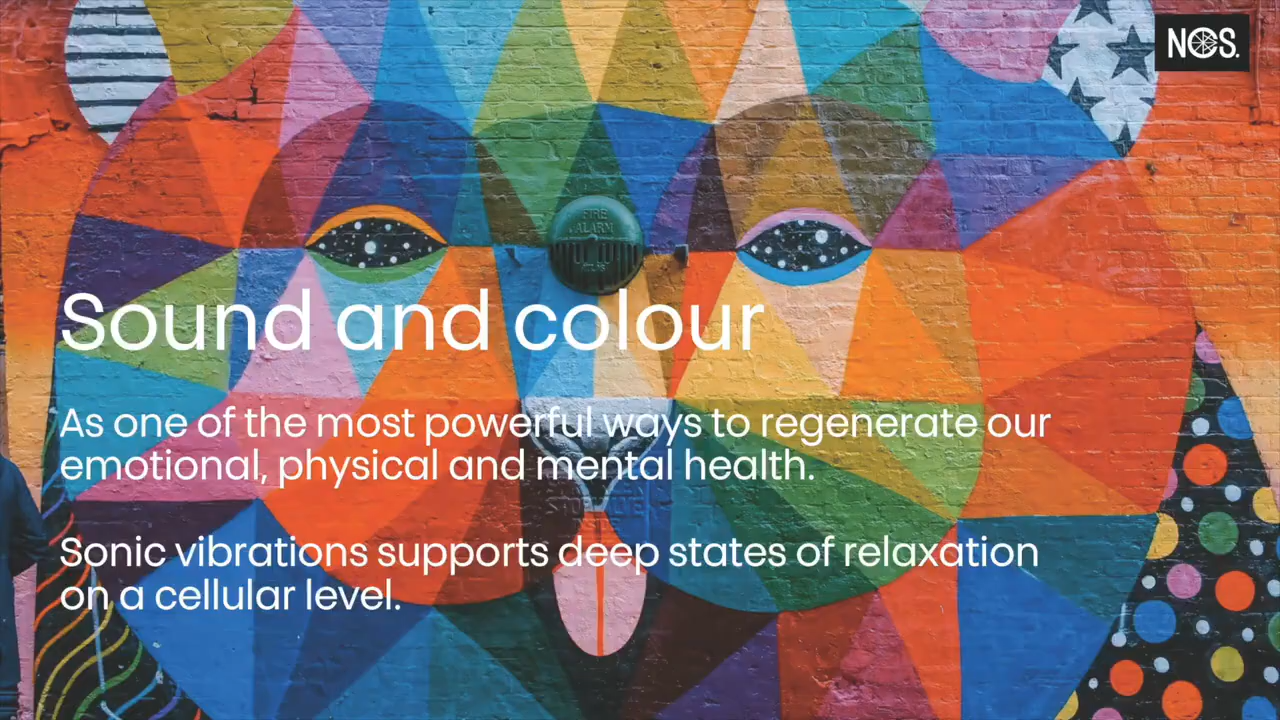 NOS.
FIRE
ALARM
Sound and colour
As one of the most powerful ways to regenerate our
emotional, physical and mental health.
Sonic vibrations supports deep states of relaxation
on a cellular level.